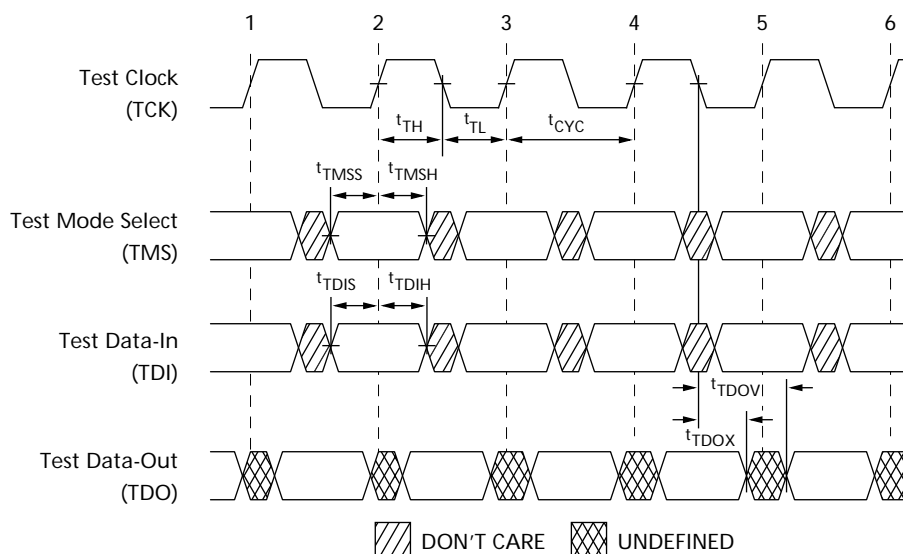 1 2 3 4 5 6
Test Clock
(TCK)
tTH tTL tCYC
tTMSS tTMSH
Test Mode Select
(TMS)
tTDIS tTDIH
Test Data-In
(TDI)
tTDOV
tTDOX
Test Data-Out
(TDO)
DON'T CARE UNDEFINED